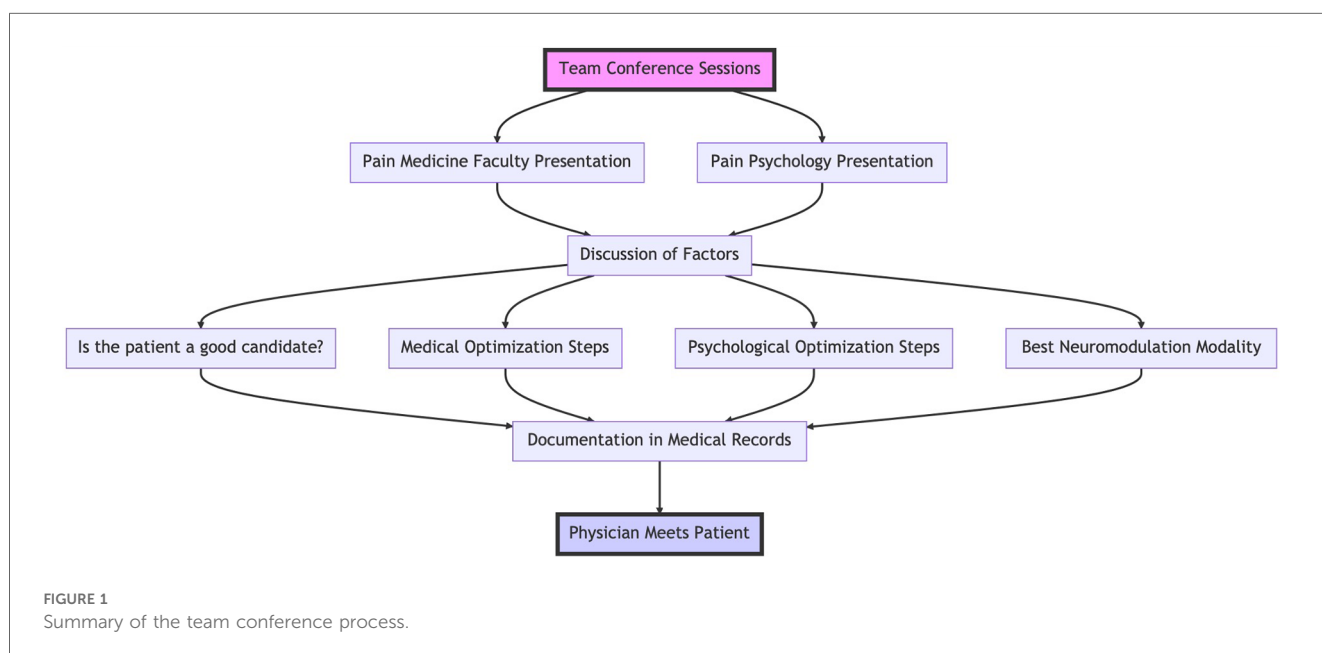 Team Conference Sessions
Pain Medicine Faculty Presentation
Pain Psychology Presentation
Discussion of Factors
Is the patient a good candidate?
Medical Optimization Steps
Psychological Optimization Steps
Best Neuromodulation Modality
Documentation in Medical Records
Physician Meets Patient
FIGURE 1
Summary of the team conference process.